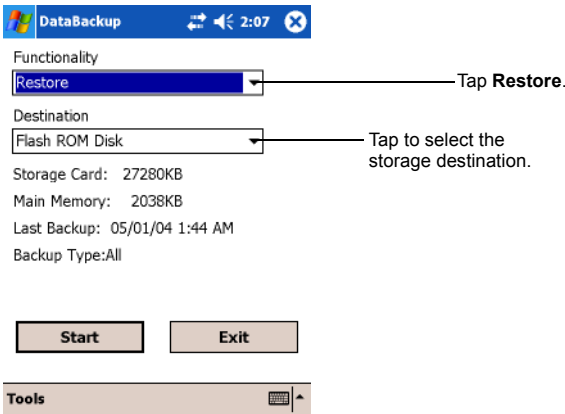 DataBackup 2:07
Functionality
Restore
Tap Restore.
Destination
Flash ROM Disk
Tap to select the
storage destination.
Storage Card: 27280KB
Main Memory: 2038KB
Last Backup: 05/01/04 1:44 AM
Backup Type:All
Start Exit
Tools